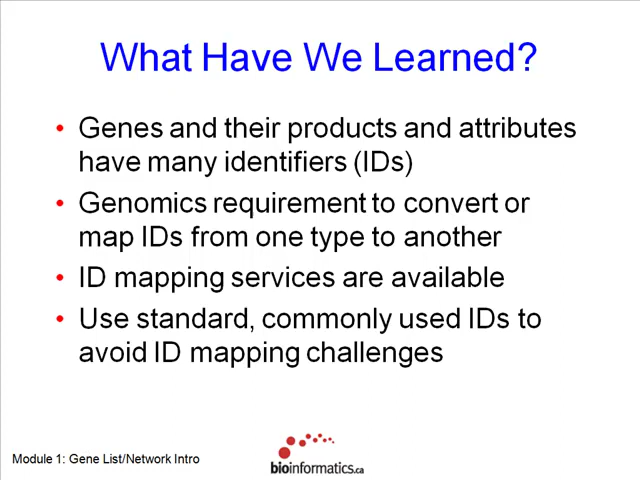 What Have We Learned?
• Genes and their products and attributes
have many identifiers (IDs)
• Genomics requirement to convert or
map IDs from one type to another
• ID mapping services are available
• Use standard, commonly used IDs to
avoid ID mapping challenges
Module 1: Gene List/Network Intro
bioinformatics.ca